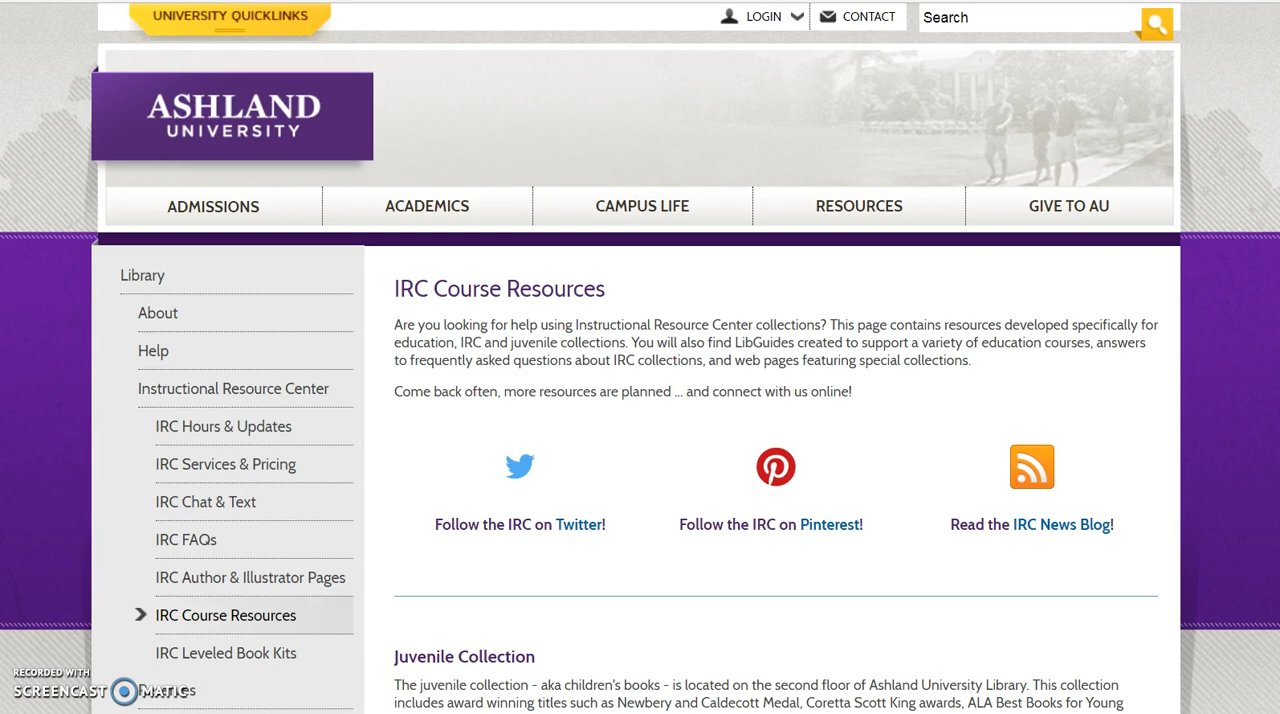 UNIVERSITY QUICKLINKS
LOGIN
CONTACT
Search
ASHLAND
UNIVERSITY
ADMISSIONS
ACADEMICS
CAMPUS LIFE
RESOURCES
GIVE TO AU
Library
About
Help
Instructional Resource Center
IRC Hours & Updates
IRC Services & Pricing
IRC Chat & Text
IRC FAQs
IRC Author & Illustrator Pages
IRC Course Resources
IRC Leveled Book Kits
IRC Course Resources
Are you looking for help using Instructional Resource Center collections? This page contains resources developed specifically for
education, IRC and juvenile collections. You will also find LibGuides created to support a variety of education courses, answers
to frequently asked questions about IRC collections, and web pages featuring special collections.
Come back often, more resources are planned ... and connect with us online!
Follow the IRC on Twitter!
Follow the IRC on Pinterest!
Read the IRC News Blog!
Juvenile Collection
The juvenile collection - aka children's books - is located on the second floor of Ashland University Library. This collection
includes award winning titles such as Newbery and Caldecott Medal, Coretta Scott King awards, ALA Best Books for Young
RECORDED WITH
SCREENCAST MATIC